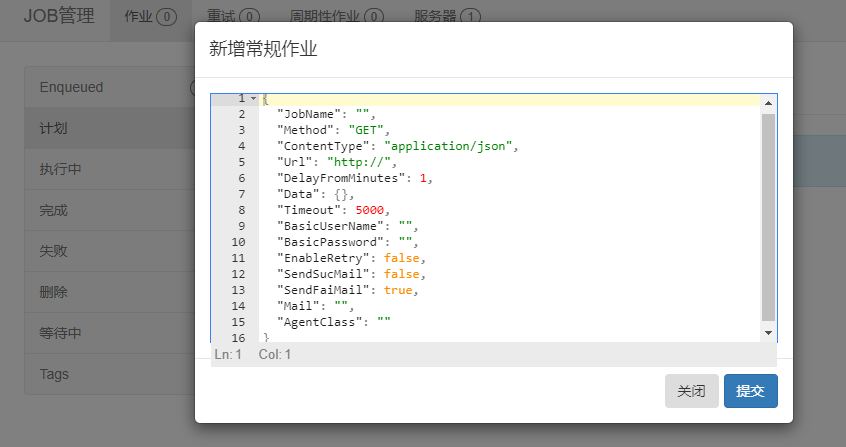 JOB管理 作业 0 重试 0 周期性作业 0 服务器 1
新增常规作业
Enqueued
计划
执行中
完成
失败
删除
等待中
Tags
1 {
2 "JobName": "",
3 "Method": "GET",
4 "ContentType": "application/json",
5 "Url": "http://",
6 "DelayFromMinutes": 1,
7 "Data": {},
8 "Timeout": 5000,
9 "BasicUserName": "",
10 "BasicPassword": "",
11 "EnableRetry": false,
12 "SendSucMail": false,
13 "SendFaiMail": true,
14 "Mail": "",
15 "AgentClass": ""
16 }
Ln: 1 Col: 1
关闭 提交